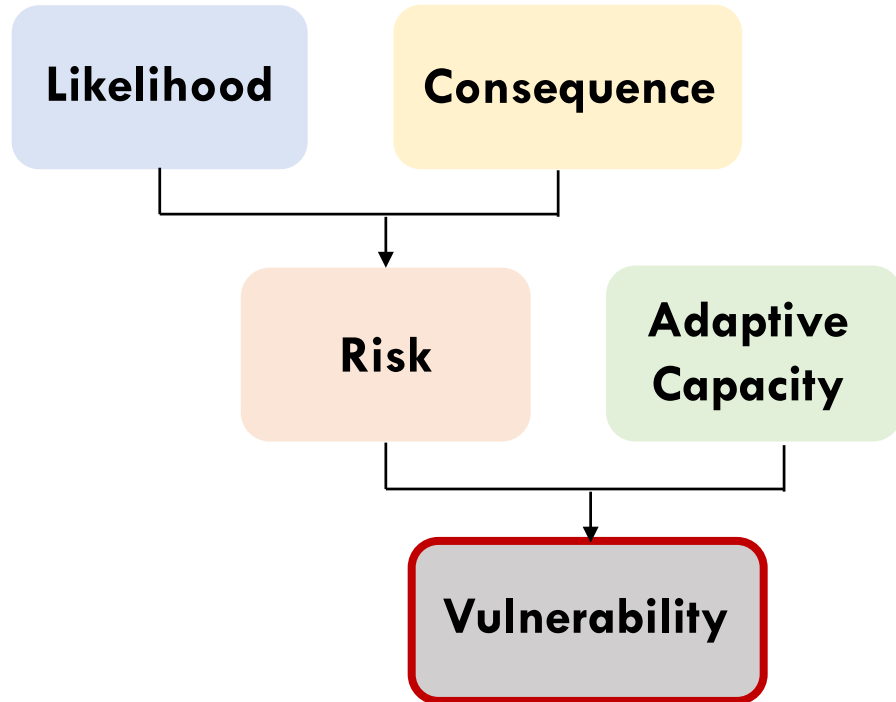 Likelihood
Consequence
Risk
Adaptive
Capacity
Vulnerability